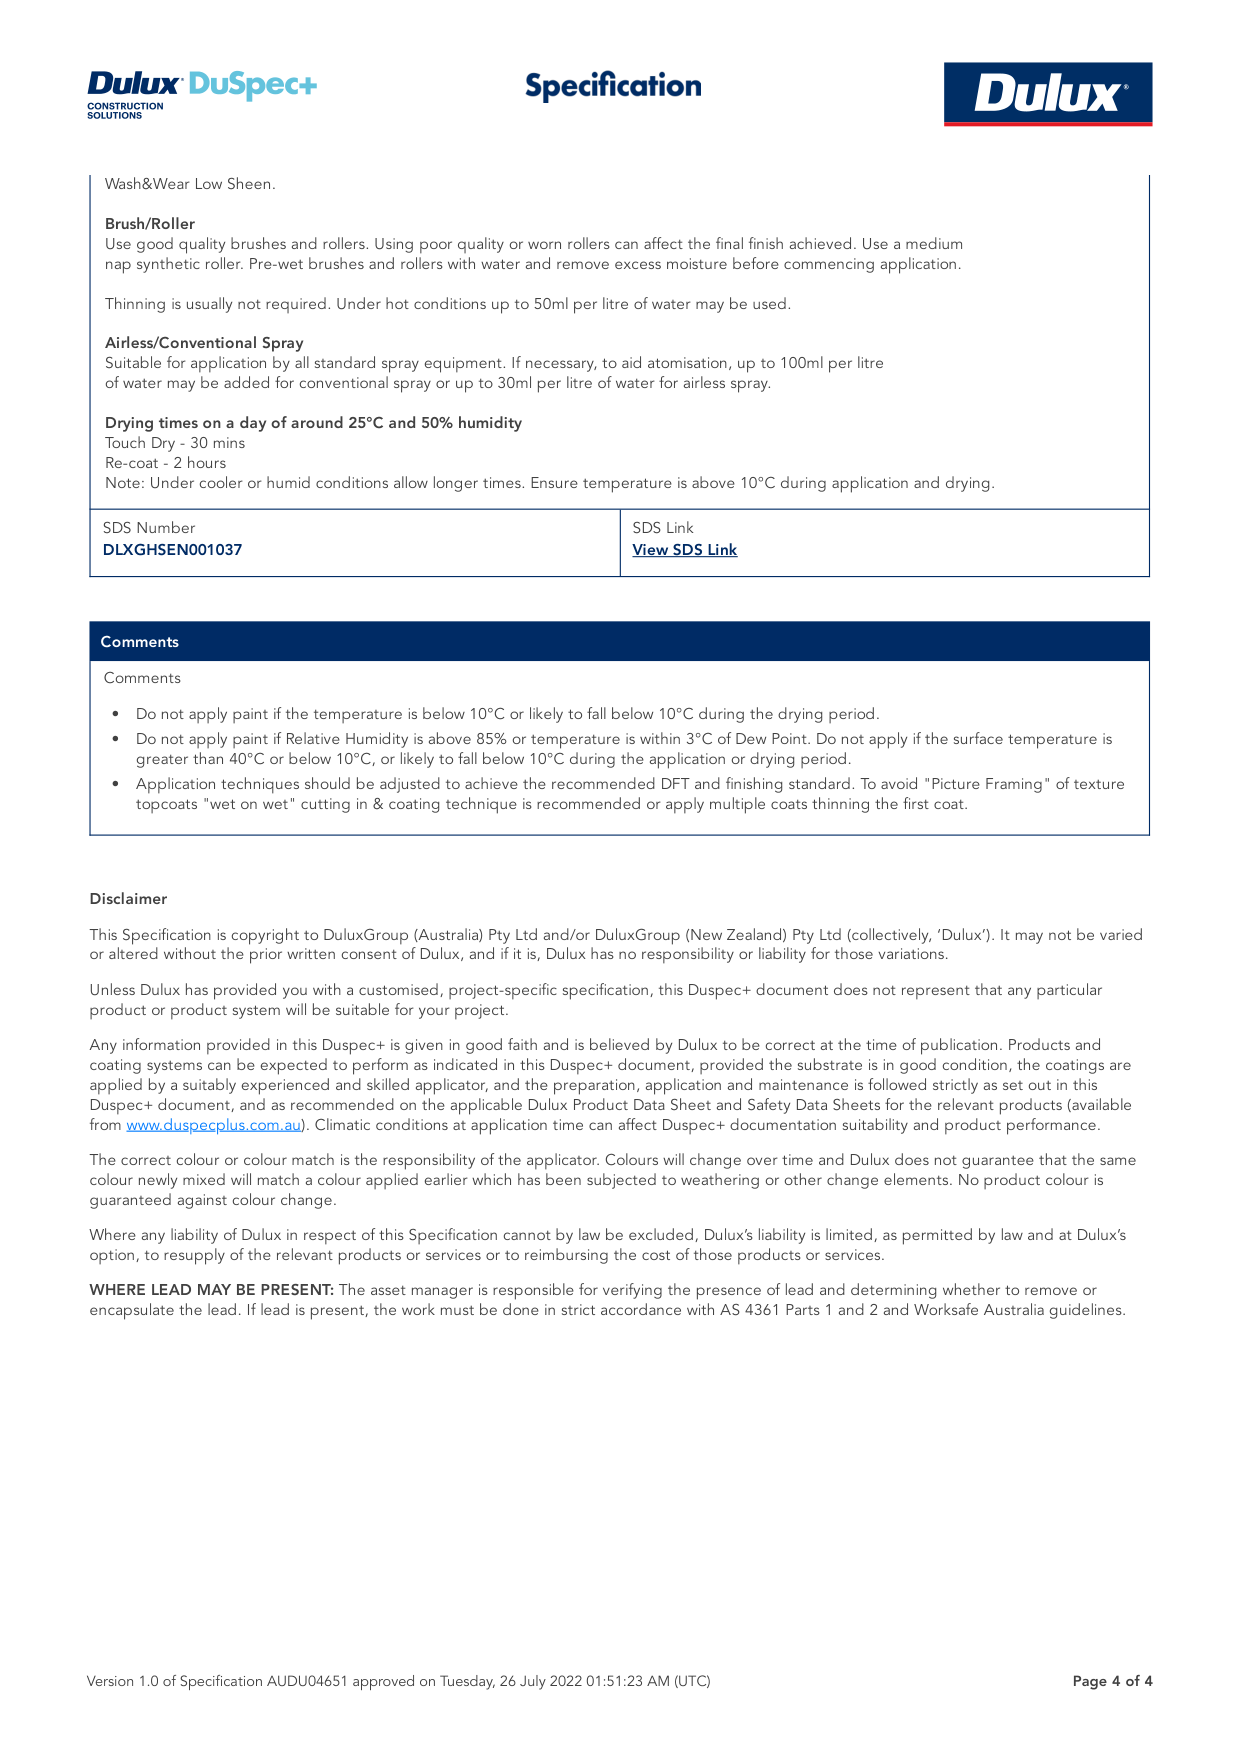 Dulux® DuSpec+
CONSTRUCTION
SOLUTIONS
Specification
Dulux®
Wash&Wear Low Sheen.
Brush/Roller
Use good quality brushes and rollers. Using poor quality or worn rollers can affect the final finish achieved. Use a medium
nap synthetic roller. Pre-wet brushes and rollers with water and remove excess moisture before commencing application.
Thinning is usually not required. Under hot conditions up to 50ml per litre of water may be used.
Airless/Conventional Spray
Suitable for application by all standard spray equipment. If necessary, to aid atomisation, up to 100ml per litre
of water may be added for conventional spray or up to 30ml per litre of water for airless spray.
Drying times on a day of around 25°C and 50% humidity
Touch Dry - 30 mins
Re-coat - 2 hours
Note: Under cooler or humid conditions allow longer times. Ensure temperature is above 10°C during application and drying.
SDS Number
DLXGHSEN001037
SDS Link
View SDS Link
Comments
Comments
• Do not apply paint if the temperature is below 10°C or likely to fall below 10°C during the drying period.
• Do not apply paint if Relative Humidity is above 85% or temperature is within 3°C of Dew Point. Do not apply if the surface temperature is
greater than 40°C or below 10°C, or likely to fall below 10°C during the application or drying period.
• Application techniques should be adjusted to achieve the recommended DFT and finishing standard. To avoid "Picture Framing" of texture
topcoats "wet on wet" cutting in & coating technique is recommended or apply multiple coats thinning the first coat.
Disclaimer
This Specification is copyright to DuluxGroup (Australia) Pty Ltd and/or DuluxGroup (New Zealand) Pty Ltd (collectively, ‘Dulux’). It may not be varied
or altered without the prior written consent of Dulux, and if it is, Dulux has no responsibility or liability for those variations.
Unless Dulux has provided you with a customised, project-specific specification, this Duspec+ document does not represent that any particular
product or product system will be suitable for your project.
Any information provided in this Duspec+ is given in good faith and is believed by Dulux to be correct at the time of publication. Products and
coating systems can be expected to perform as indicated in this Duspec+ document, provided the substrate is in good condition, the coatings are
applied by a suitably experienced and skilled applicator, and the preparation, application and maintenance is followed strictly as set out in this
Duspec+ document, and as recommended on the applicable Dulux Product Data Sheet and Safety Data Sheets for the relevant products (available
from www.duspecplus.com.au). Climatic conditions at application time can affect Duspec+ documentation suitability and product performance.
The correct colour or colour match is the responsibility of the applicator. Colours will change over time and Dulux does not guarantee that the same
colour newly mixed will match a colour applied earlier which has been subjected to weathering or other change elements. No product colour is
guaranteed against colour change.
Where any liability of Dulux in respect of this Specification cannot by law be excluded, Dulux’s liability is limited, as permitted by law and at Dulux’s
option, to resupply of the relevant products or services or to reimbursing the cost of those products or services.
WHERE LEAD MAY BE PRESENT: The asset manager is responsible for verifying the presence of lead and determining whether to remove or
encapsulate the lead. If lead is present, the work must be done in strict accordance with AS 4361 Parts 1 and 2 and Worksafe Australia guidelines.
Version 1.0 of Specification AUDU04651 approved on Tuesday, 26 July 2022 01:51:23 AM (UTC)
Page 4 of 4